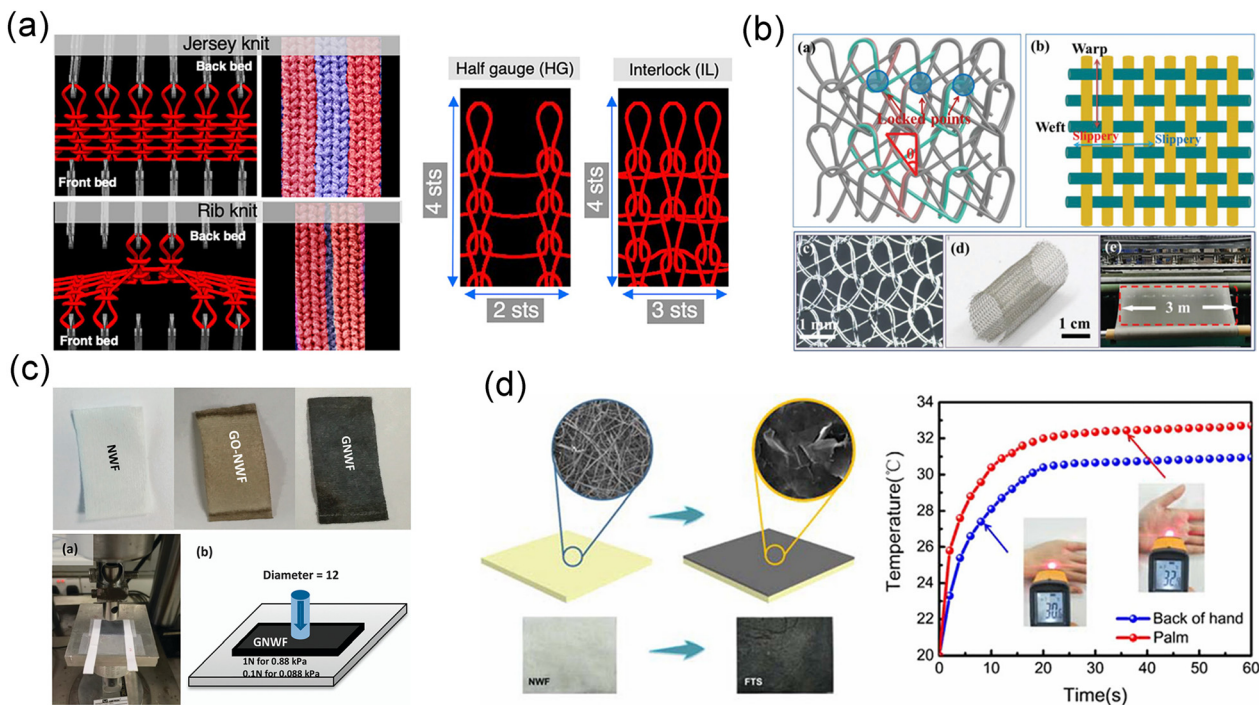 (a)
Jersey knit
Back bed
Front bed
Rib knit
Back bed
Front bed
Half gauge (HG)
4 sts
2 sts
Interlock (IL)
4 sts
3 sts
(b)
(a)
Locked points
θ
(b)
Warp
Weft
Slippery
Slippery
(c)
1 mm
(d)
1 cm
(e)
3 m
(c)
NWF
GO-NWF
GNWF
(a)
(b)
Diameter = 12
GNWF
1N for 0.88 kPa
0.1N for 0.088 kPa
(d)
NWF
FTS
Temperature(℃)
34
32
30
28
26
24
22
20
32
Back of hand
Palm
0 10 20 30 40 50 60
Time(s)